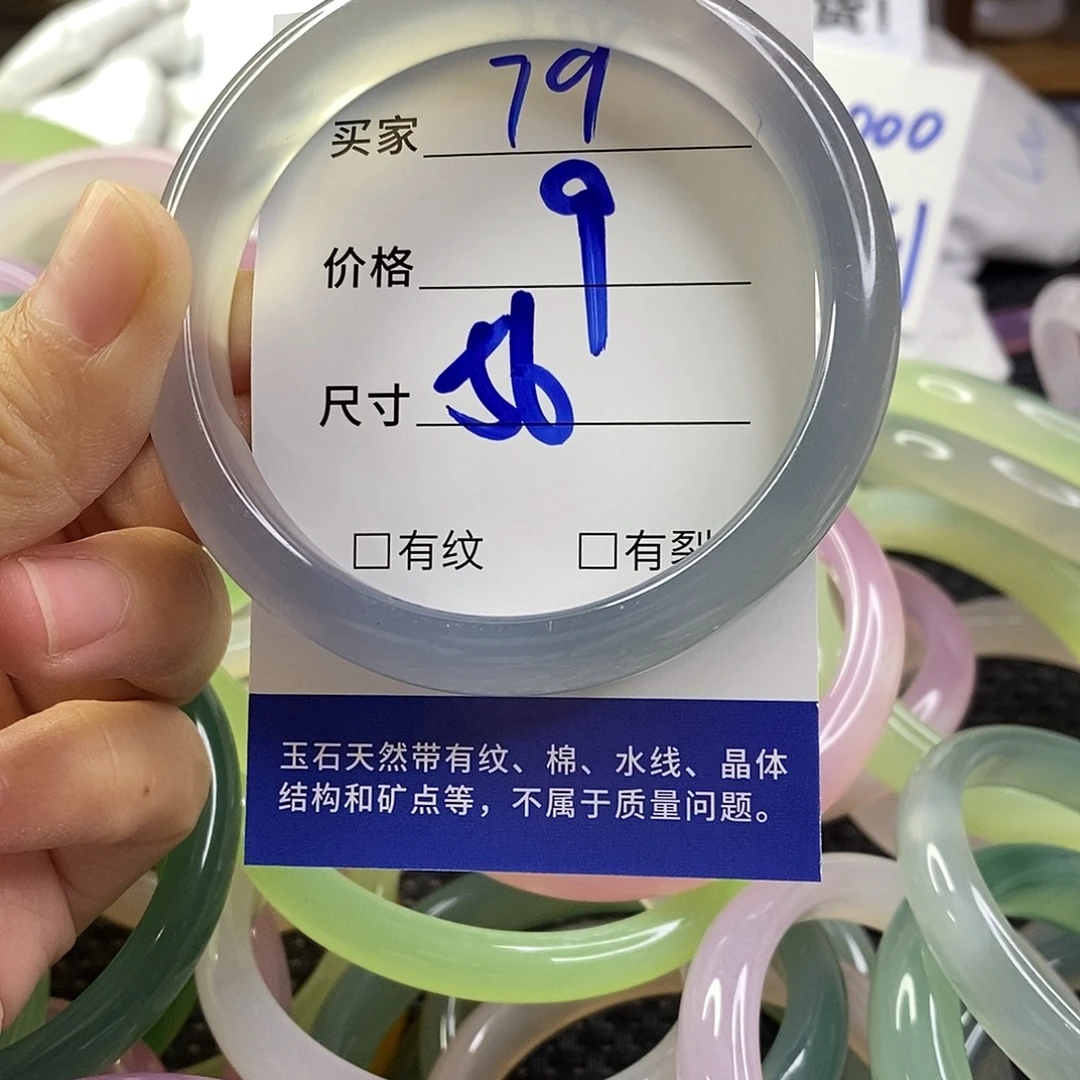 货!
000
买家 79
价格 9
尺寸 56
□有纹 □有裂
玉石天然带有纹、棉、水线、晶体
结构和矿点等，不属于质量问题。